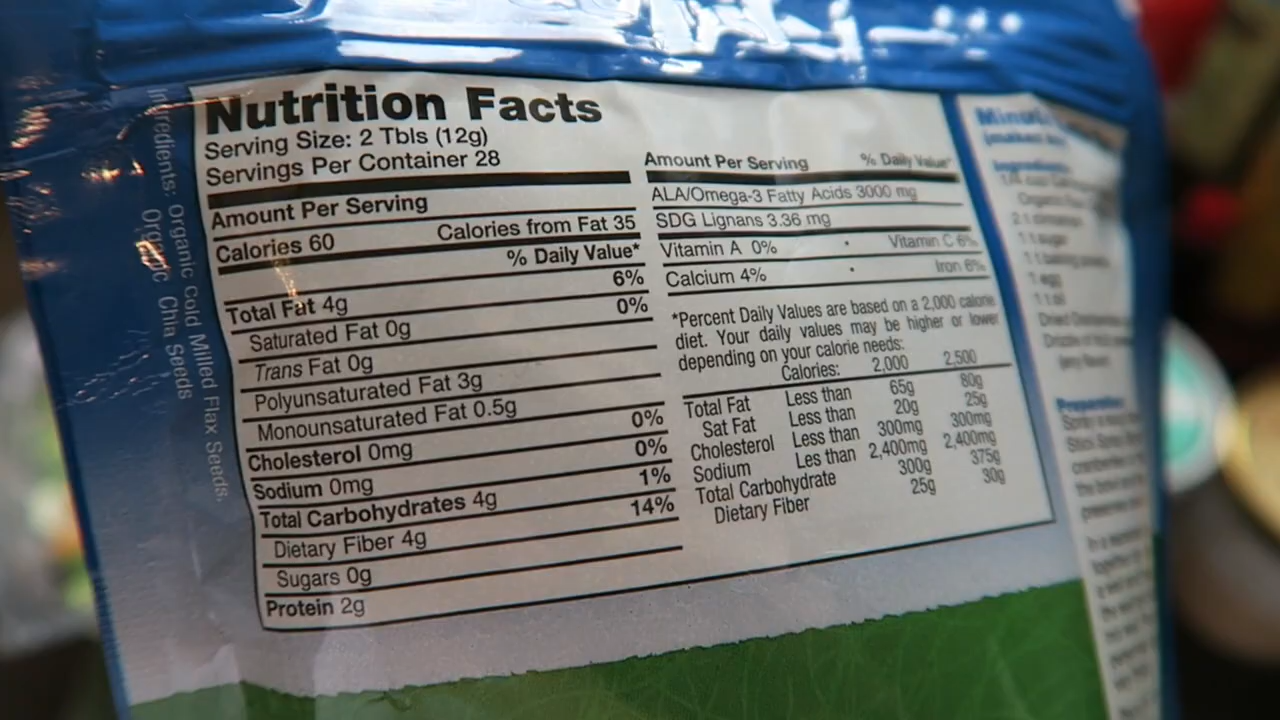 Nutrition Facts
Serving Size: 2 Tbls (12g)
Servings Per Container 28
Amount Per Serving
Calories 60 Calories from Fat 35
% Daily Value*
Total Fat 4g 6%
Saturated Fat 0g 0%
Trans Fat 0g
Polyunsaturated Fat 3g
Monounsaturated Fat 0.5g
Cholesterol 0mg 0%
Sodium 0mg 0%
Total Carbohydrates 4g 1%
Dietary Fiber 4g 14%
Sugars 0g
Protein 2g
Amount Per Serving % Daily Value*
ALA/Omega-3 Fatty Acids 3000 mg
SDG Lignans 3.36 mg
Vitamin A 0% • Vitamin C 6%
Calcium 4% • Iron 6%
*Percent Daily Values are based on a 2,000 calorie
diet. Your daily values may be higher or lower
depending on your calorie needs:
Calories: 2,000 2,500
Total Fat Less than 65g 80g
Sat Fat Less than 20g 25g
Cholesterol Less than 300mg 300mg
Sodium Les than 2,400mg 2,400mg
Total Carbohydrate 300g 375g
Dietary Fiber 25g 30g
Ingredients: Organic Cold Milled Flax Seeds,
Organic Chia Seeds
Ingredients
1 egg
Preparation